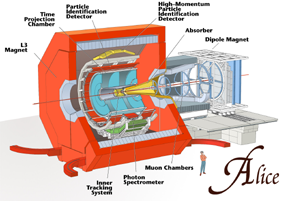 Time
Projection
Chamber
Particle
Identification
Detector
High-Momentum
Particle
Identification
Detector
Absorber
Dipole Magnet
L3
Magnet
Muon Chambers
Photon
Spectrometer
Inner
Tracking
System
Alice